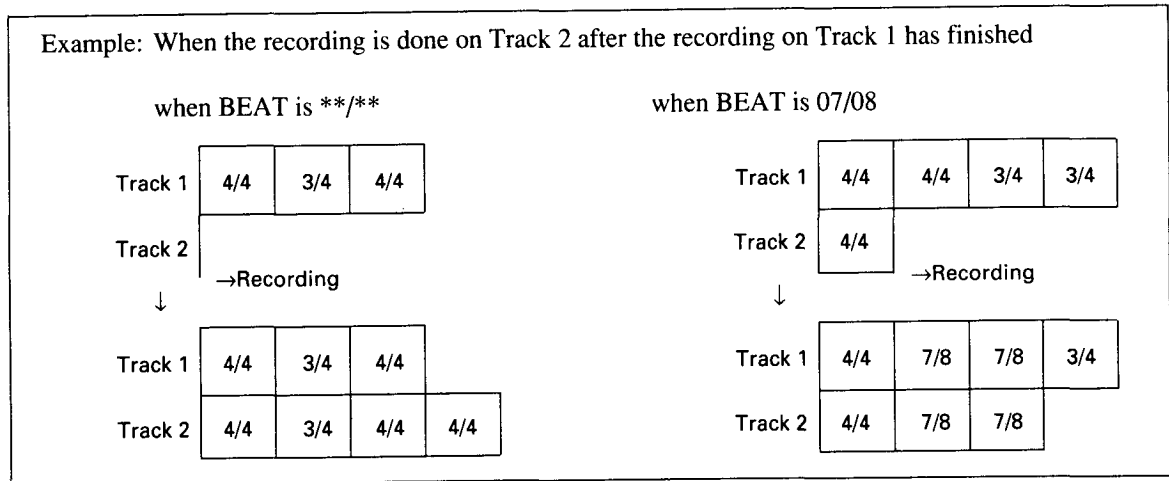 Example: When the recording is done on Track 2 after the recording on Track 1 has finished
when BEAT is **/**
Track 1 4/4 3/4 4/4
Track 2
→Recording
↓
Track 1 4/4 3/4 4/4
Track 2 4/4 3/4 4/4 4/4
when BEAT is 07/08
Track 1 4/4 4/4 3/4 3/4
Track 2 4/4
→Recording
↓
Track 1 4/4 7/8 7/8 3/4
Track 2 4/4 7/8 7/8